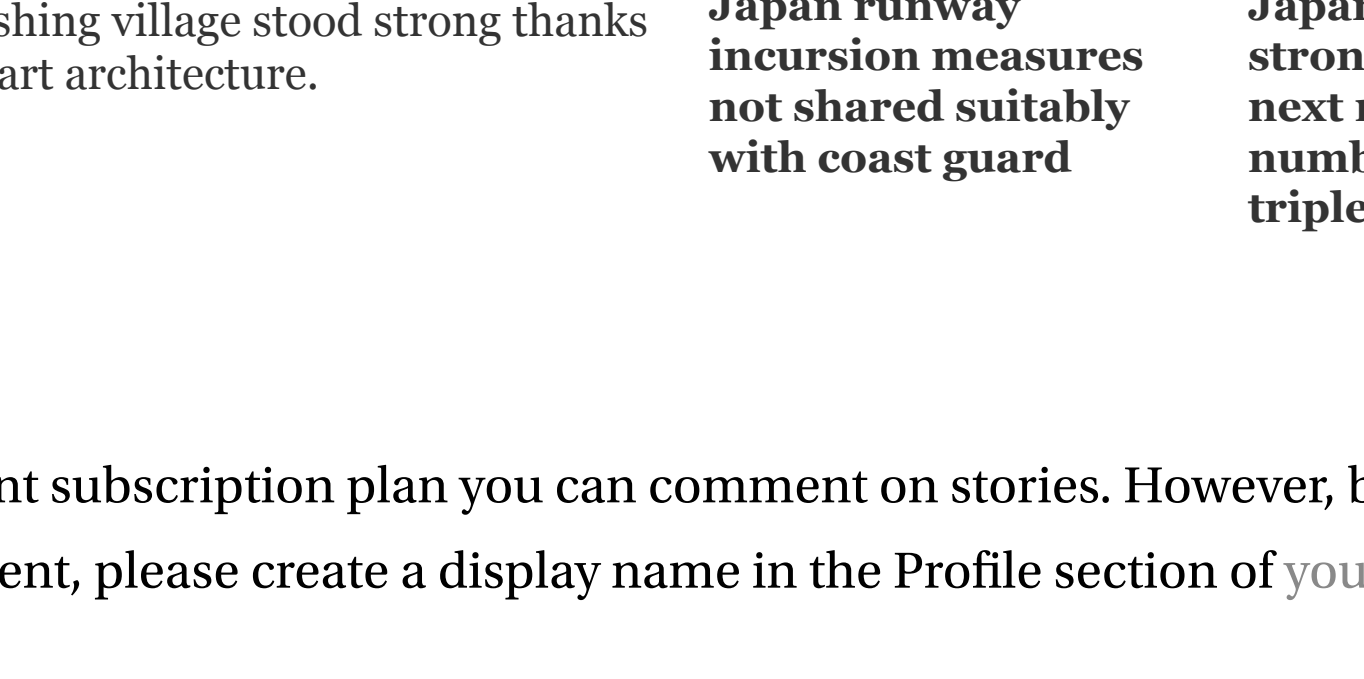 shing village stood strong thanks
art architecture.
Japan runway
incursion measures
not shared suitably
with coast guard
Japan
stron
next
numb
triple
nt subscription plan you can comment on stories. However, b
ent, please create a display name in the Profile section of you